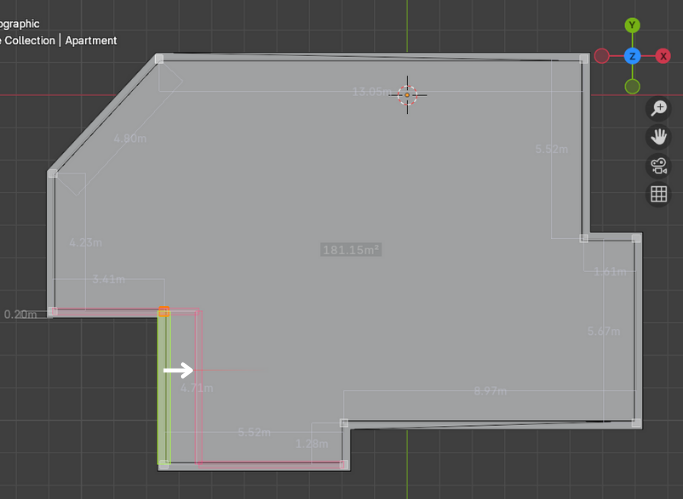 ographic
e Collection | Apartment
Y
Z
X
13.05m
4.80m
5.52m
4.23m
181.15m²
1.61m
3.41m
0.20m
5.67m
4.71m
8.97m
5.52m
1.28m